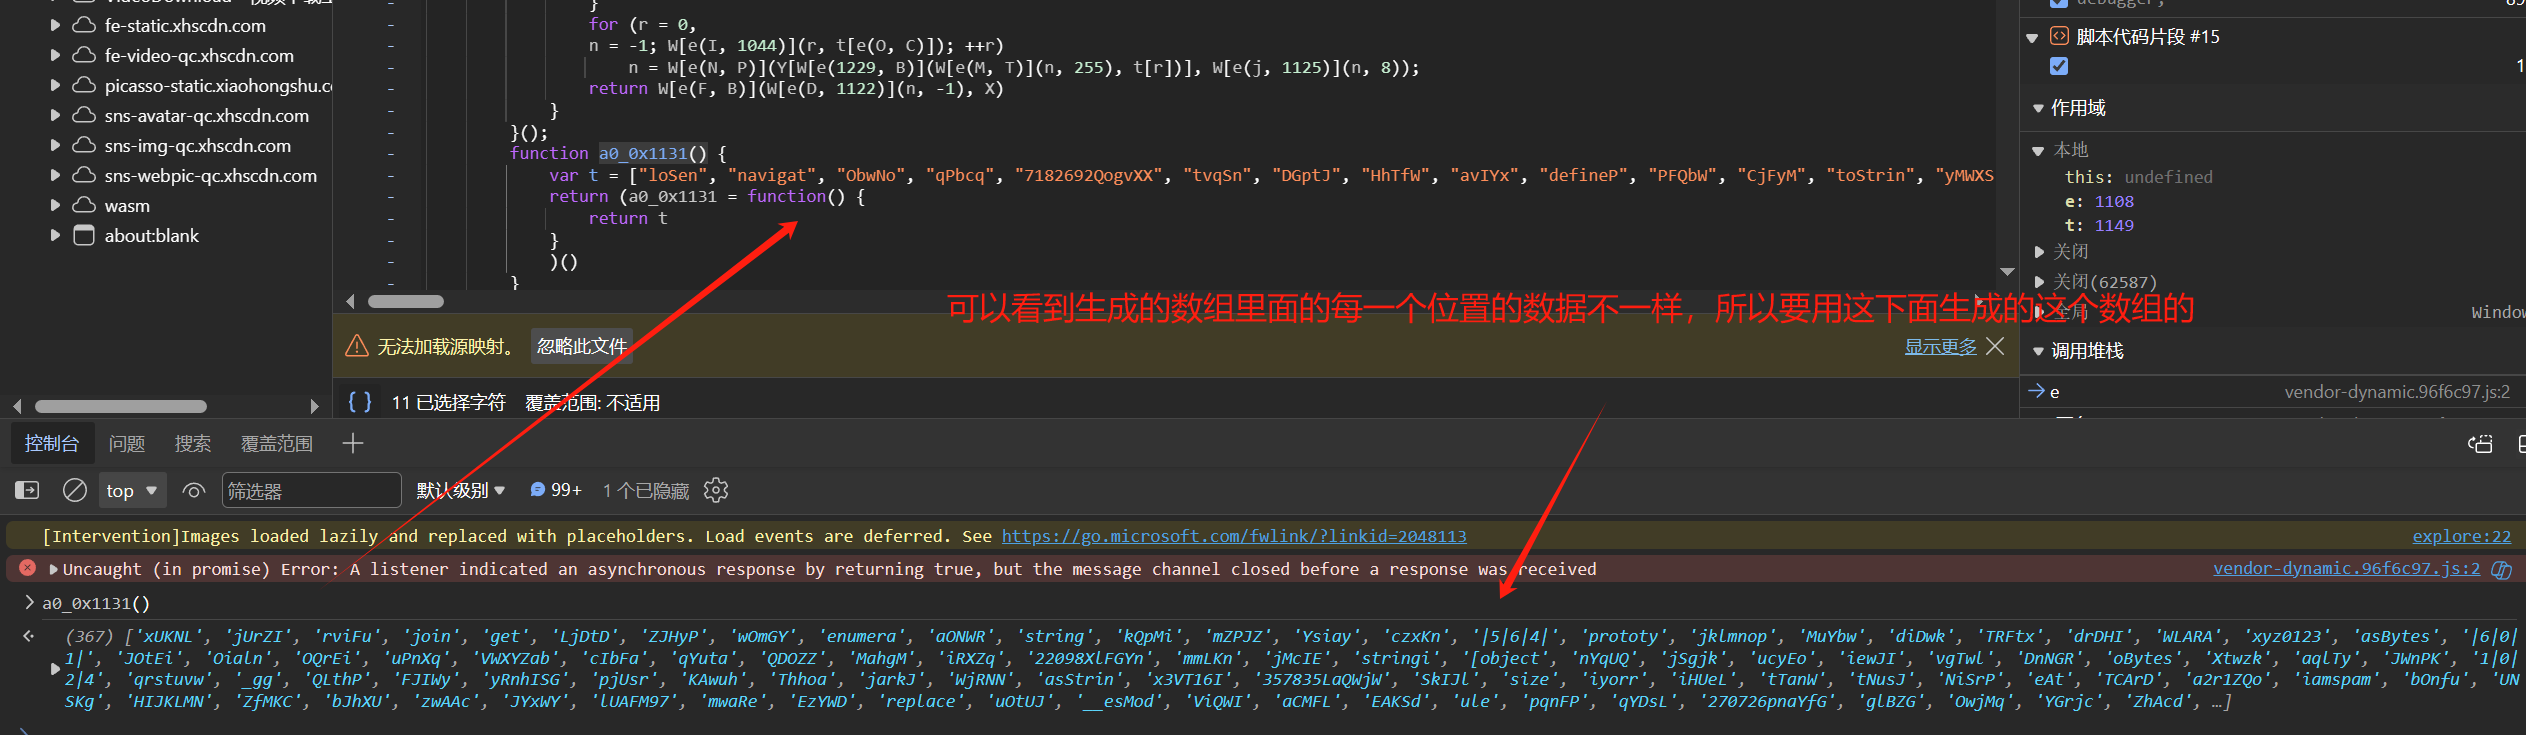 fe-static.xhscdn.com
fe-video-qc.xhscdn.com
picasso-static.xiaohongshu.c
sns-avatar-qc.xhscdn.com
sns-img-qc.xhscdn.com
sns-webpic-qc.xhscdn.com
wasm
about:blank
}
for (r = 0,
n = -1; W[e(I, 1044)](r, t[e(O, C)]); ++r)
n = W[e(N, P)](Y[W[e(1229, B)](W[e(M, T)](n, 255), t[r])], W[e(j, 1125)](n, 8));
return W[e(F, B)](W[e(D, 1122)](n, -1), X)
}
}();
function a0_0x1131() {
var t = ["loSen", "navigat", "ObwNo", "qPbcq", "7182692QogvXX", "tvqSn", "DGptJ", "HhTfW", "avIYx", "defineP", "PFQbW", "CjFyM", "toStrin", "yMWXS
return (a0_0x1131 = function() {
return t
}
)()
}
可以看到生成的数组里面的每一个位置的数据不一样，所以要用这下面生成的这个数组的
无法加载源映射。 忽略此文件 显示更多
{} 11 已选择字符 覆盖范围: 不适用
debugger;
脚本代码片段 #15
1
作用域
本地
this: undefined
e: 1108
t: 1149
关闭
关闭(62587)
全局 Window
调用堆栈
e vendor-dynamic.96f6c97.js:2
控制台 问题 搜索 覆盖范围
top 筛选器 默认级别 99+ 1 个已隐藏
[Intervention]Images loaded lazily and replaced with placeholders. Load events are deferred. See https://go.microsoft.com/fwlink/?linkid=2048113 explore:22
Uncaught (in promise) Error: A listener indicated an asynchronous response by returning true, but the message channel closed before a response was received vendor-dynamic.96f6c97.js:2
a0_0x1131()
(367) ['xUKNL', 'jUrZI', 'rviFu', 'join', 'get', 'LjDtD', 'ZJHyP', 'wOmGY', 'enumera', 'aONWR', 'string', 'kQpMi', 'mZPJZ', 'Ysiay', 'czxKn', '|5|6|4|', 'prototy', 'jklmnop', 'MuYbw', 'diDwk', 'TRFtx', 'drDHI', 'WLARA', 'xyz0123', 'asBytes', '|6|0|
1|', 'JOtEi', 'Oialn', 'OQrEi', 'uPnXq', 'VWXYZab', 'cIbFa', 'qYuta', 'QDOZZ', 'MahgM', 'iRXZq', '22098XlFGYn', 'mmLKn', 'jMcIE', 'stringi', '[object', 'nYqUQ', 'jSgjk', 'ucyEo', 'iewJI', 'vgTwl', 'DnNGR', 'oBytes', 'Xtwzk', 'aqlTy', 'JWnPK', '1|0|
2|4', 'qrstuvw', '_gg', 'QLthP', 'FJIWy', 'yRnhISG', 'pjUsr', 'KAwuh', 'Thhoa', 'jarkJ', 'WjRNN', 'asStrin', 'x3VT16I', '357835LaQWjW', 'SkIJl', 'size', 'iyorr', 'iHUeL', 'tTanW', 'tNusJ', 'NiSrP', 'eAt', 'TCArD', 'a2r1ZQo', 'iamspam', 'bOnfu', 'UN
SKg', 'HIJKLMN', 'ZfMKC', 'bJhXU', 'zwAAc', 'JYxWY', 'lUAFM97', 'mwaRe', 'EzYWD', 'replace', 'uOtUJ', '__esMod', 'ViQWI', 'aCMFL', 'EAKSd', 'ule', 'pqnFP', 'qYDsL', '270726pnaYfG', 'glBZG', 'OwjMq', 'YGrjc', 'ZhAcd', …]